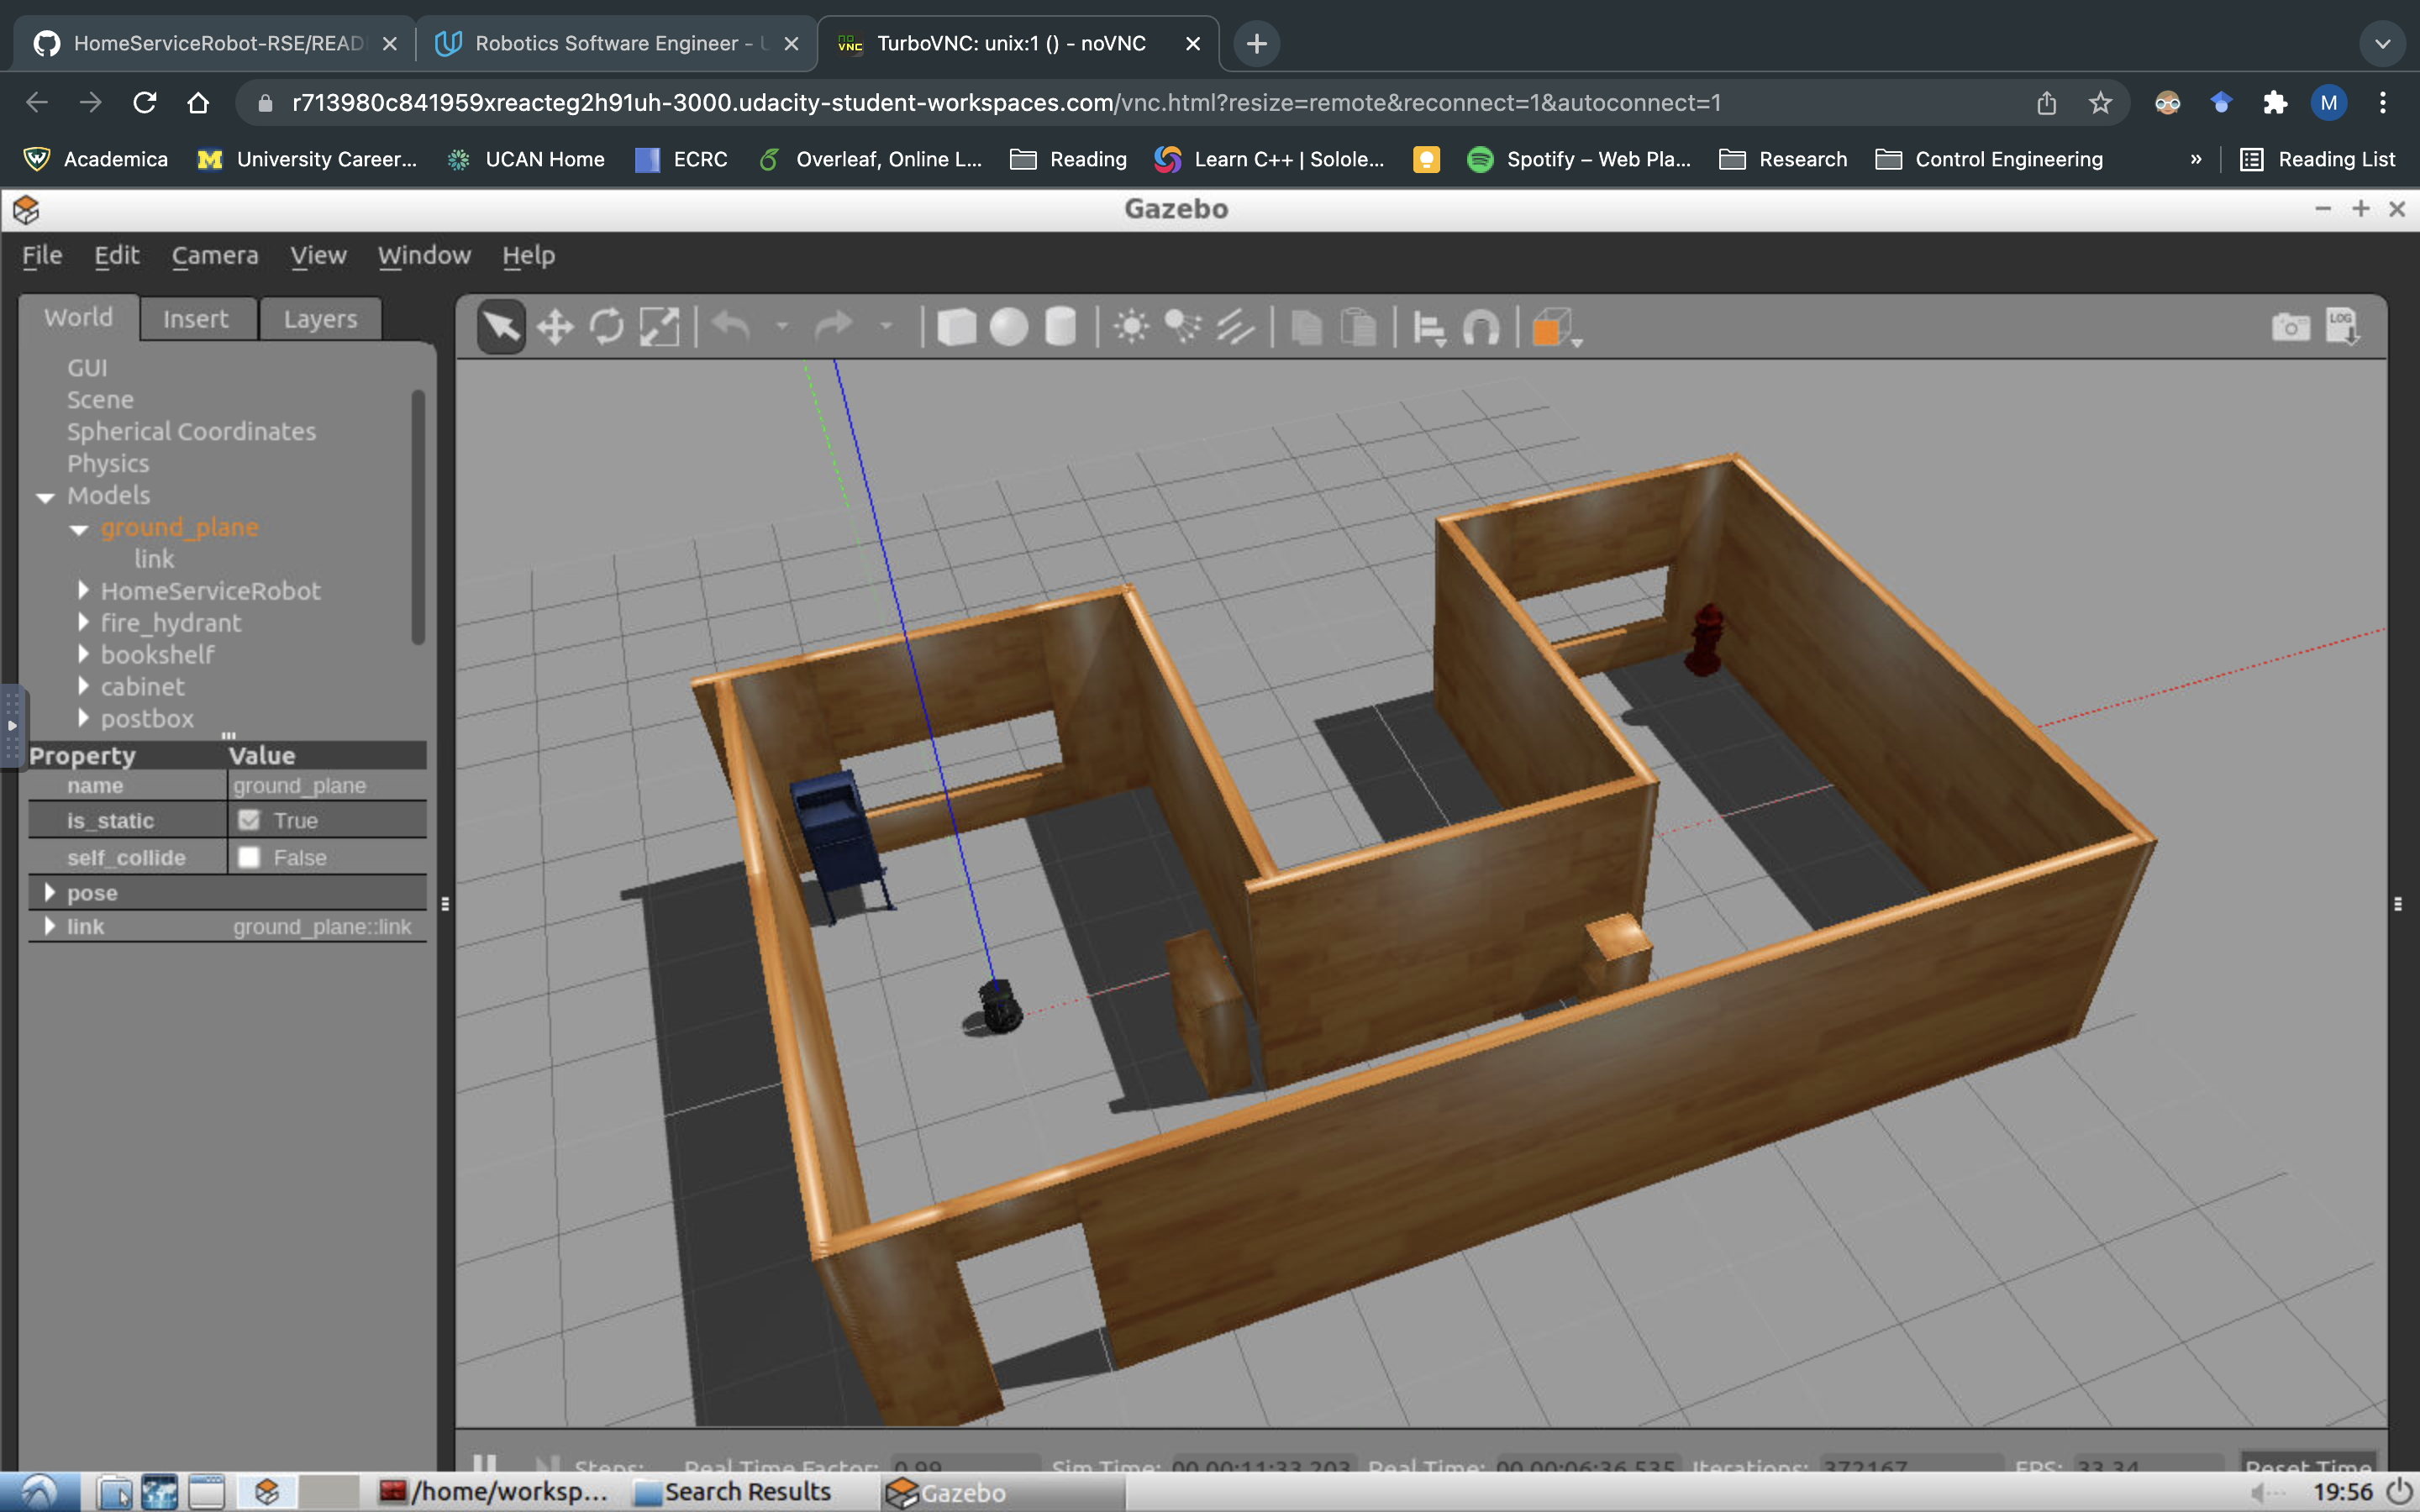 HomeServiceRobot-RSE/READ
Robotics Software Engineer - U
NO VNC
TurboVNC: unix:1 () - noVNC
r713980c841959xreacteg2h91uh-3000.udacity-student-workspaces.com/vnc.html?resize=remote&reconnect=1&autoconnect=1
M
Academica
M University Career...
UCAN Home
ECRC
Overleaf, Online L...
Reading
Learn C++ | Solole...
Spotify – Web Pla...
Research
Control Engineering
»
Reading List
Gazebo
File Edit Camera View Window Help
World Insert Layers
LOG
GUI
Scene
Spherical Coordinates
Physics
Models
ground_plane
link
HomeServiceRobot
fire_hydrant
bookshelf
cabinet
postbox
Property Value
name ground_plane
is_static True
self_collide False
pose
link ground_plane::link
Steps: Real Time Factor: 0.99 Sim Time: 00 00:11:33.203 Real Time: 00 00:06:36.535 Iterations: 372167 FPS: 33.34 Reset Time
/home/worksp... Search Results Gazebo 19:56